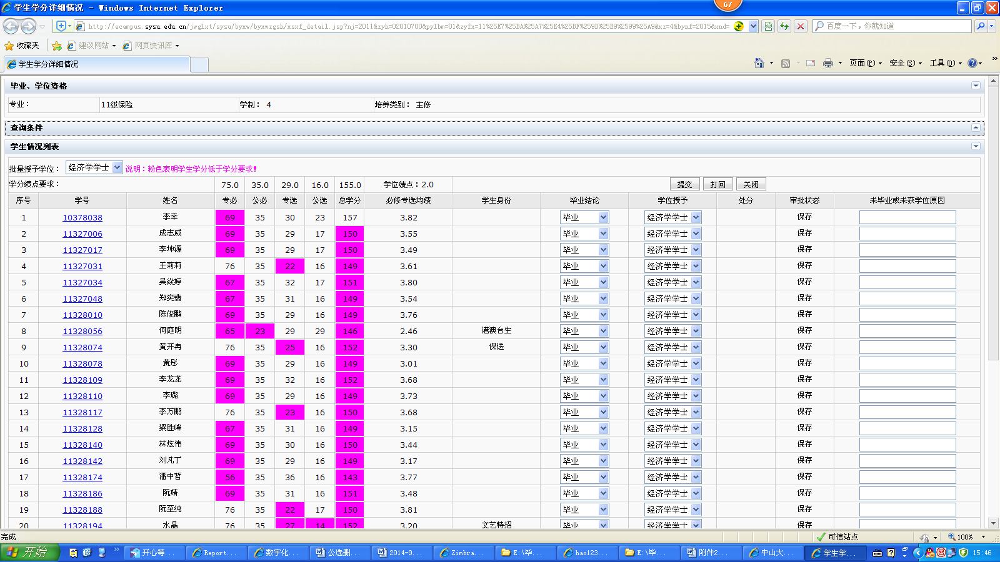 学生学分详细情况 - Windows Internet Explorer
67
http://ecampus.sysu.edu.cn/jwglxt/sysu/byxw/byxwzgsh/xsxf_detail.jsp?nj=2011&zyh=02010700&pylbm=01&zyfx=11%25E7%25BA%25A7%25E4%25BF%259D%25E9%2599%25A9&xz=4&bynf=2015&xnd=
百度一下，你就知道
收藏夹 建议网站 网页快讯库
学生学分详细情况
页面(P) 安全(S) 工具(O) »
毕业、学位资格
专业： 11级保险 学制： 4 培养类别： 主修
查询条件
学生情况列表
批量授予学位： 经济学学士 说明：粉色表明学生学分低于学分要求！
学分绩点要求： 75.0 35.0 29.0 16.0 155.0 学位绩点：2.0 提交 打回 关闭
序号 学号 姓名 专必 公必 专选 公选 总学分 必修专选均绩 学生身份 毕业结论 学位授予 处分 审批状态 未毕业或未获学位原因
1 10378038 李幸 69 35 30 23 157 3.82 毕业 经济学学士 保存
2 11327006 成志威 69 35 29 17 150 3.55 毕业 经济学学士 保存
3 11327017 李坤源 69 35 29 17 150 3.49 毕业 经济学学士 保存
4 11327031 王莉莉 76 35 22 16 149 3.61 毕业 经济学学士 保存
5 11327034 吴焱婷 67 35 32 17 151 3.80 毕业 经济学学士 保存
6 11327048 郑奕翡 67 35 31 16 149 3.54 毕业 经济学学士 保存
7 11328010 陈俊鹏 69 35 29 16 149 3.76 毕业 经济学学士 保存
8 11328056 何庭朗 65 23 29 29 146 2.46 港澳台生 毕业 经济学学士 保存
9 11328074 黄开冉 76 35 25 16 152 3.30 保送 毕业 经济学学士 保存
10 11328078 黄彤 69 35 29 16 149 3.01 毕业 经济学学士 保存
11 11328109 李龙龙 69 35 32 16 152 3.68 毕业 经济学学士 保存
12 11328110 李璐 69 35 29 16 149 3.73 毕业 经济学学士 保存
13 11328117 李万鹏 76 35 23 16 150 3.68 毕业 经济学学士 保存
14 11328128 梁胜峰 67 35 31 16 149 3.15 毕业 经济学学士 保存
15 11328140 林炫伟 69 35 30 16 150 3.44 毕业 经济学学士 保存
16 11328142 刘凡丁 69 35 29 16 149 3.17 毕业 经济学学士 保存
17 11328174 潘中哲 56 35 36 16 143 3.77 毕业 经济学学士 保存
18 11328186 阮婧 69 35 31 16 151 3.48 毕业 经济学学士 保存
19 11328188 阮至纯 76 35 22 17 150 3.81 毕业 经济学学士 保存
20 11328194 水晶 76 35 27 14 152 3.20 文艺特招 毕业 经济学学士 保存
完成 可信站点 100%
开始 » 开心等... Report... 数字化... 公选删... 2014-9... Zimbra... E:\毕... hao123... E:\毕... 附件2... 中山大... 学生学... 15:46